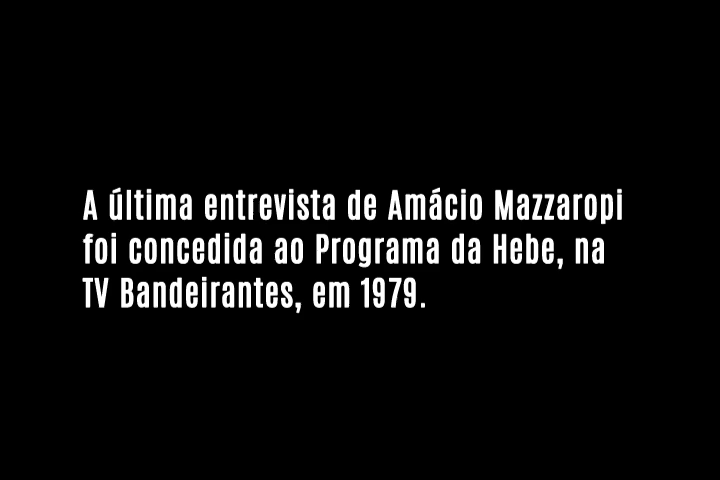 A última entrevista de Amácio Mazzaropi
foi concedida ao Programa da Hebe, na
TV Bandeirantes, em 1979.